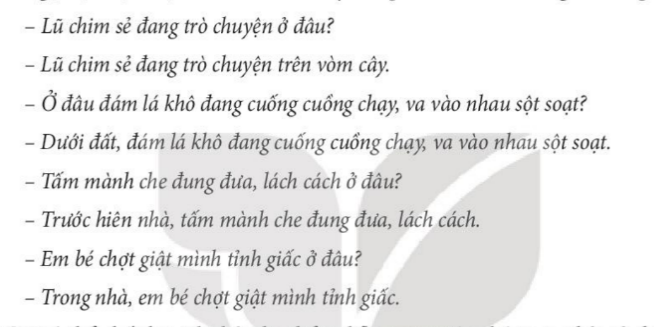 – Lũ chim sẻ đang trò chuyện ở đâu?
– Lũ chim sẻ đang trò chuyện trên vòm cây.
– Ở đâu đám lá khô đang cuống cuồng chạy, va vào nhau sột soạt?
– Dưới đất, đám lá khô đang cuống cuồng chạy, va vào nhau sột soạt.
– Tấm mành che đung đưa, lách cách ở đâu?
– Trước hiên nhà, tấm mành che đung đưa, lách cách.
– Em bé chợt giật mình tỉnh giấc ở đâu?
– Trong nhà, em bé chợt giật mình tỉnh giấc.